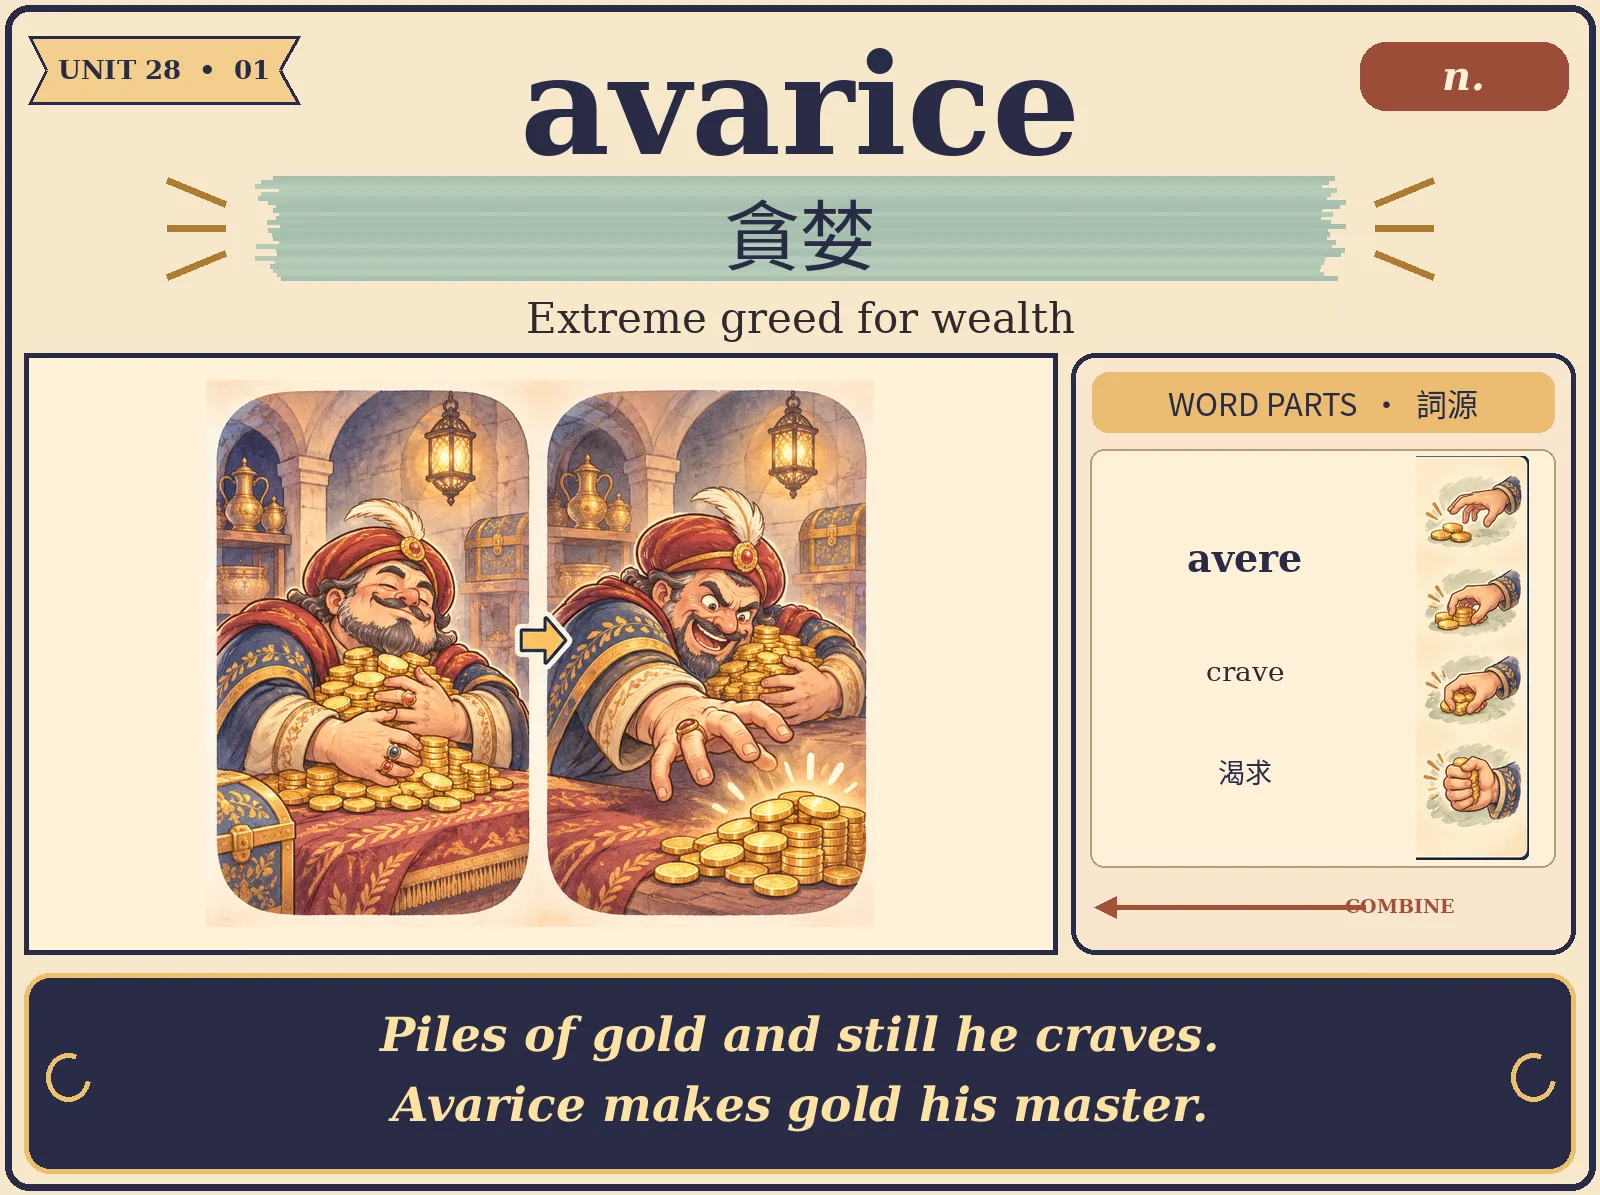 UNIT 28 • 01
avarice
n.
貪婪
Extreme greed for wealth
WORD PARTS • 詞源
avere
crave
渴求
COMBINE
Piles of gold and still he craves.
Avarice makes gold his master.